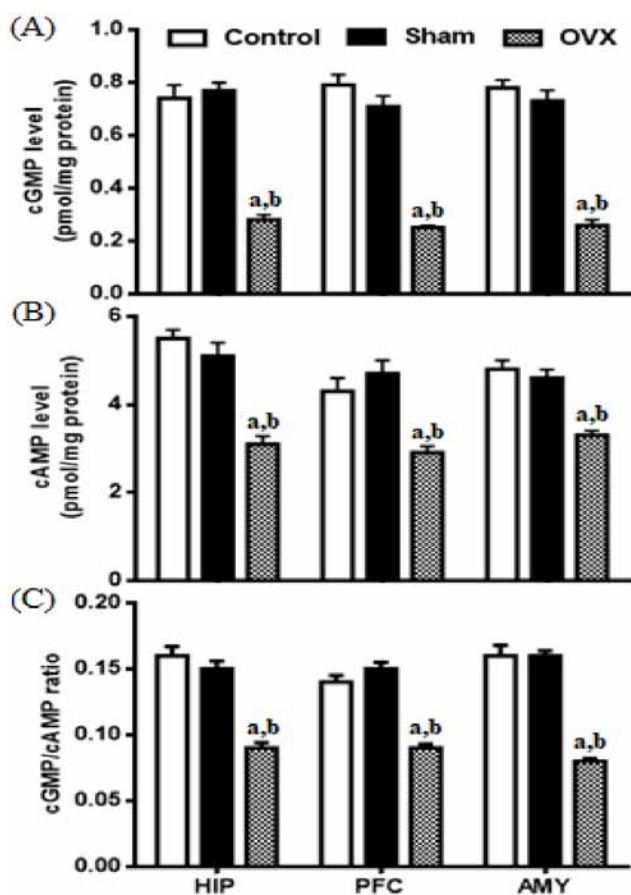 (A)
Control Sham OVX
1.0
0.8
0.6
0.4
0.2
0.0
cGMP level
(pmol/mg protein)
a,b a,b a,b
(B)
6
4
2
0
cAMP level
(pmol/mg protein)
a,b a,b a,b
(C)
0.20
0.15
0.10
0.05
0.00
cGMP/cAMP ratio
a,b a,b a,b
HIP PFC AMY